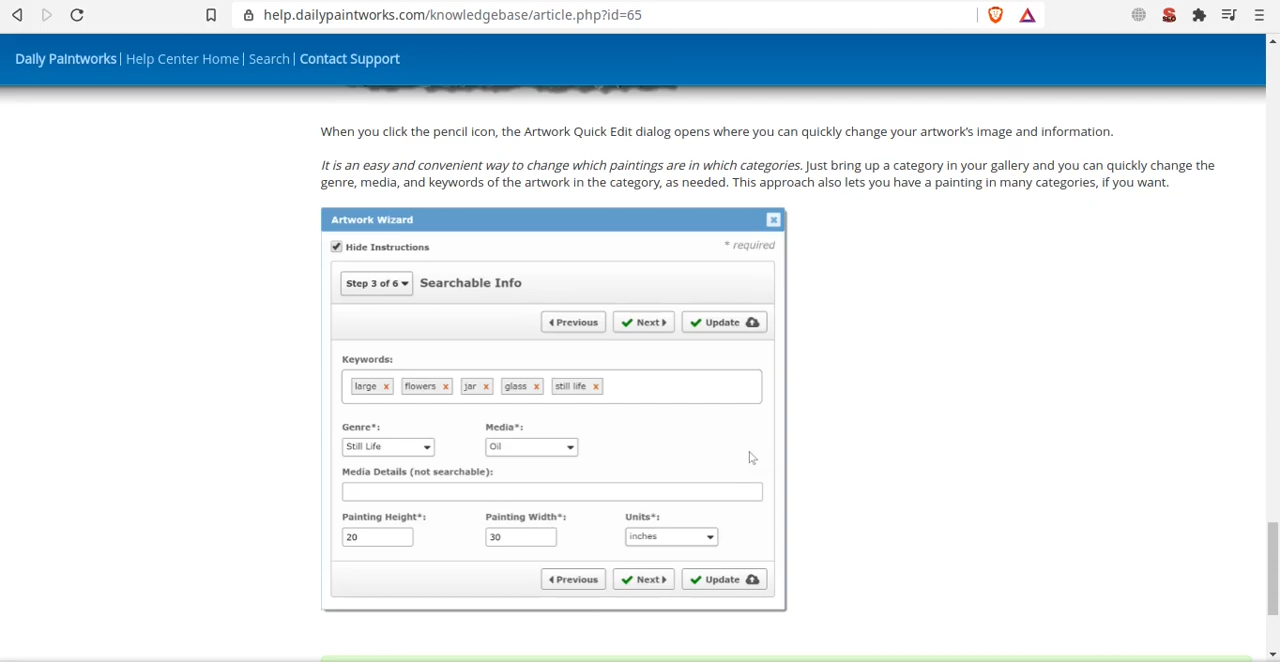 help.dailypaintworks.com/knowledgebase/article.php?id=65
Daily Paintworks | Help Center Home | Search | Contact Support
When you click the pencil icon, the Artwork Quick Edit dialog opens where you can quickly change your artwork's image and information.
It is an easy and convenient way to change which paintings are in which categories. Just bring up a category in your gallery and you can quickly change the
genre, media, and keywords of the artwork in the category, as needed. This approach also lets you have a painting in many categories, if you want.
Artwork Wizard
Hide Instructions
* required
Step 3 of 6
Searchable Info
Previous
Next
Update
Keywords:
large x flowers x jar x glass x still life x
Genre*:
Media*:
Still Life
Oil
Media Details (not searchable):
Painting Height*:
Painting Width*:
Units*:
20
30
inches
Previous
Next
Update